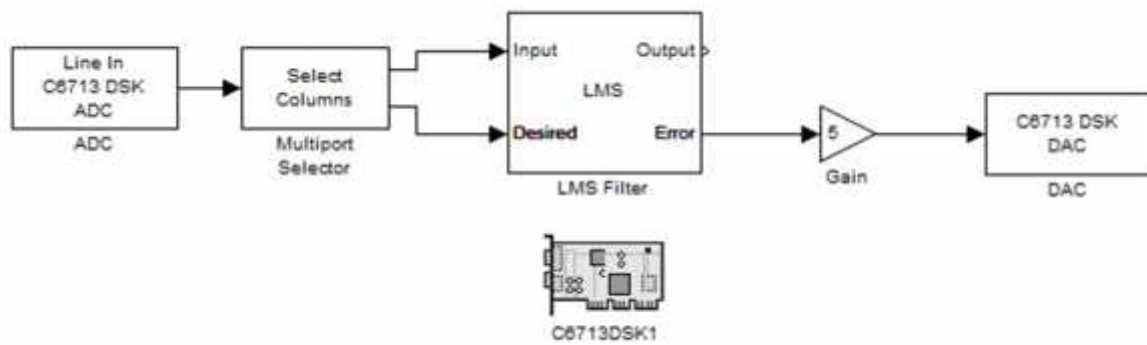 Line In
C6713 DSK
ADC
ADC
Select
Columns
Multiport
Selector
Input
Output
LMS
Desired
Error
LMS Filter
5
Gain
C6713 DSK
DAC
DAC
C6713DSK1